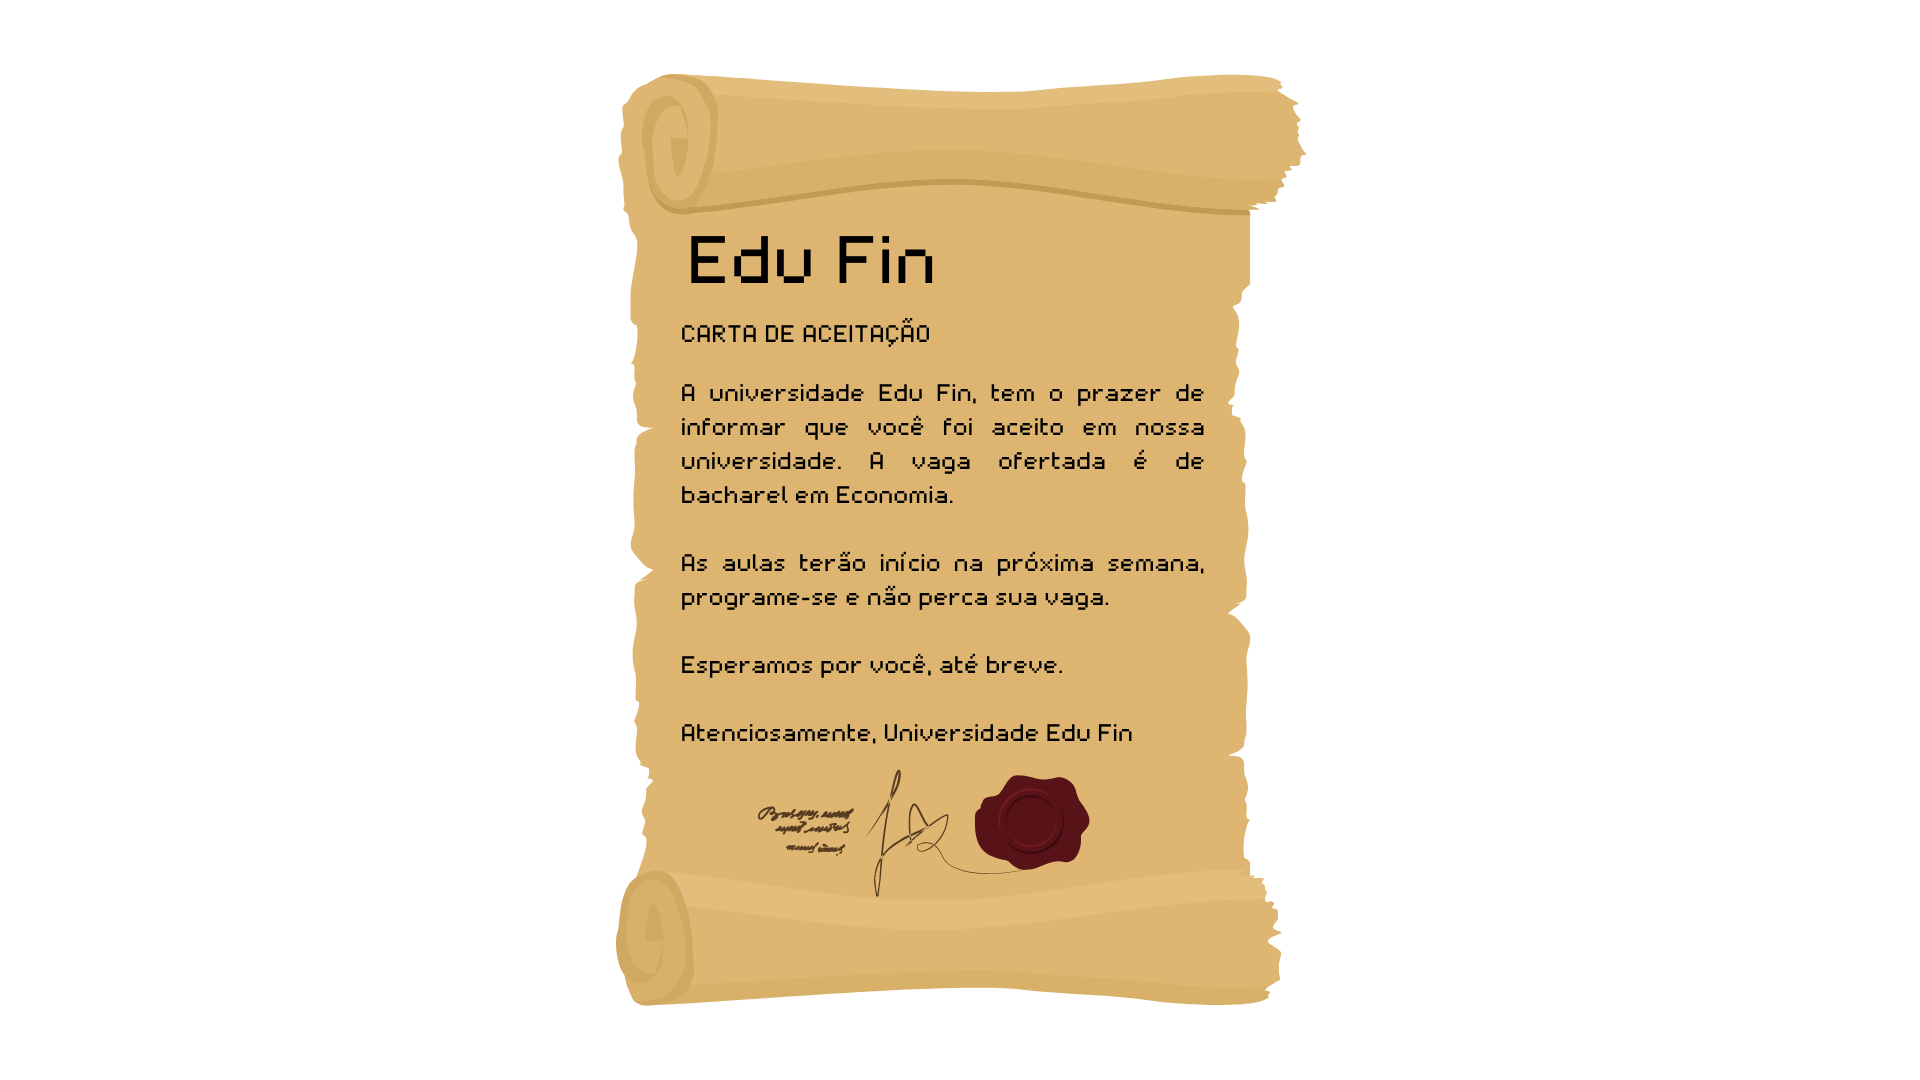 Edu Fin
CARTA DE ACEITAÇÃO
A universidade Edu Fin, tem o prazer de
informar que você foi aceito em nossa
universidade. A vaga ofertada é de
bacharel em Economia.
As aulas terão início na próxima semana,
programe-se e não perca sua vaga.
Esperamos por você, até breve.
Atenciosamente, Universidade Edu Fin